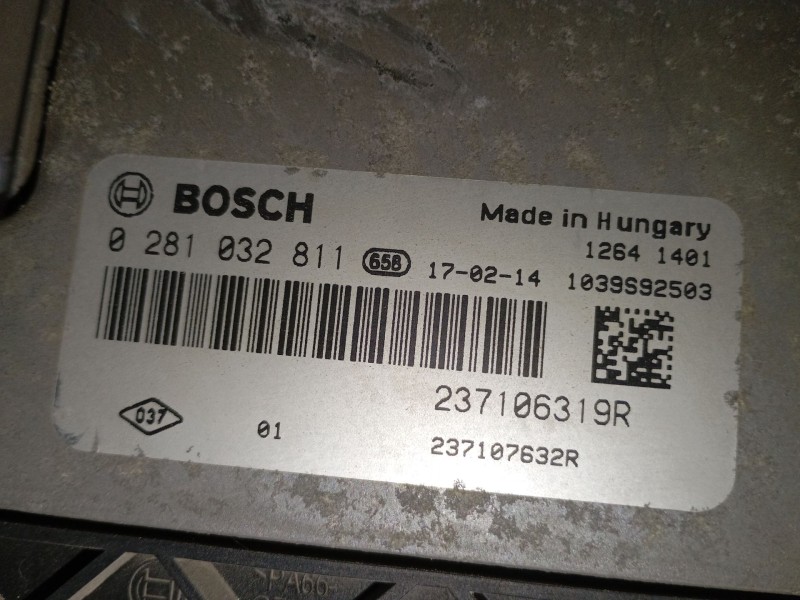 BOSCH
Made in Hungary
0 281 032 811 658 17-02-14
1264 1401
1039S92503
237106319R
037 01
237107632R